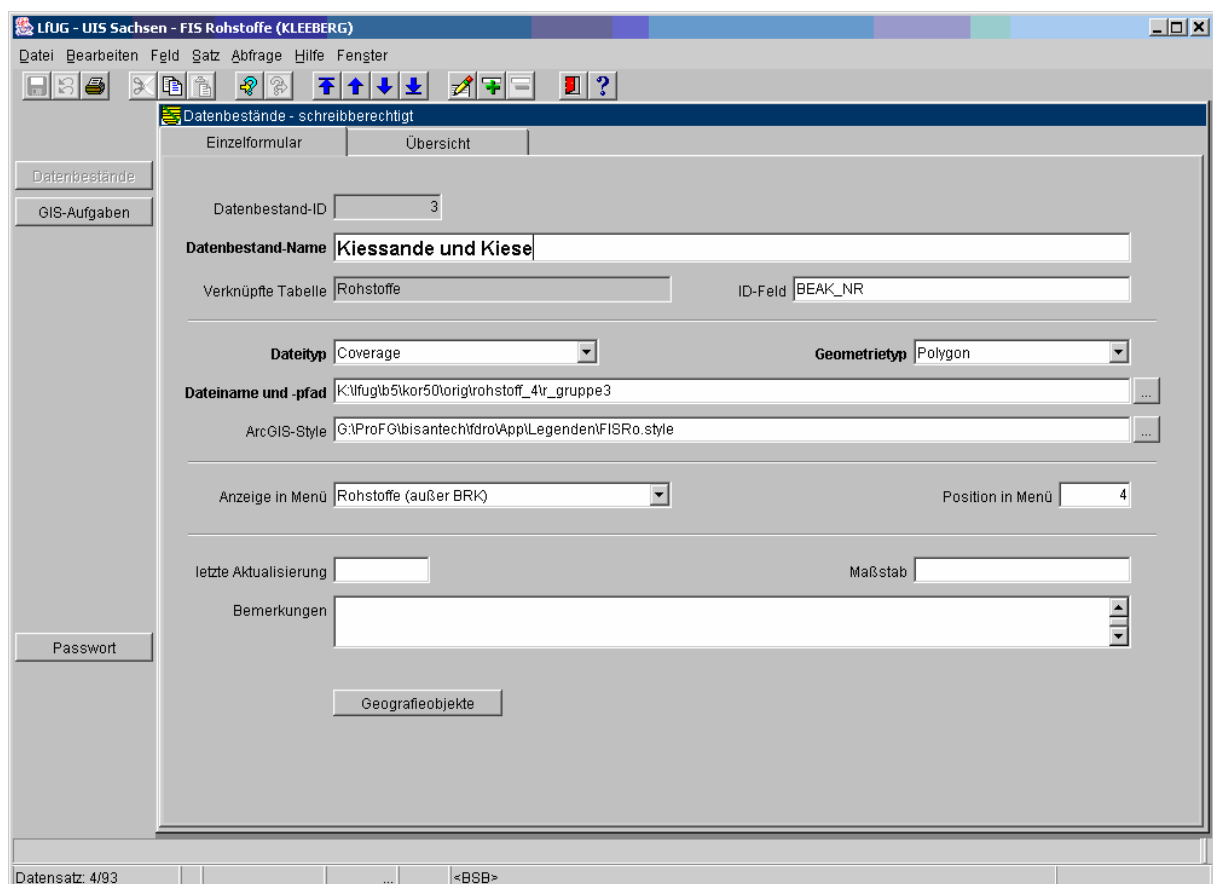 LfUG - UIS Sachsen - FIS Rohstoffe (KLEEBERG)
Datei Bearbeiten Feld Satz Abfrage Hilfe Fenster
Datenbestände - schreibberechtigt
Einzelformular Übersicht
Datenbestände
GIS-Aufgaben
Datenbestand-ID 3
Datenbestand-Name Kiessande und Kiese
Verknüpfte Tabelle Rohstoffe ID-Feld BEAK_NR
Dateityp Coverage Geometrietyp Polygon
Dateiname und -pfad K:\lfug\b5\kor50\orig\rohstoff_4\r_gruppe3 ...
ArcGIS-Style G:\ProFG\bisantech\fdro\App\Legenden\FISRo.style ...
Anzeige in Menü Rohstoffe (außer BRK) Position in Menü 4
letzte Aktualisierung Maßstab
Bemerkungen
Passwort
Geografieobjekte
Datensatz: 4/93 ... <BSB>